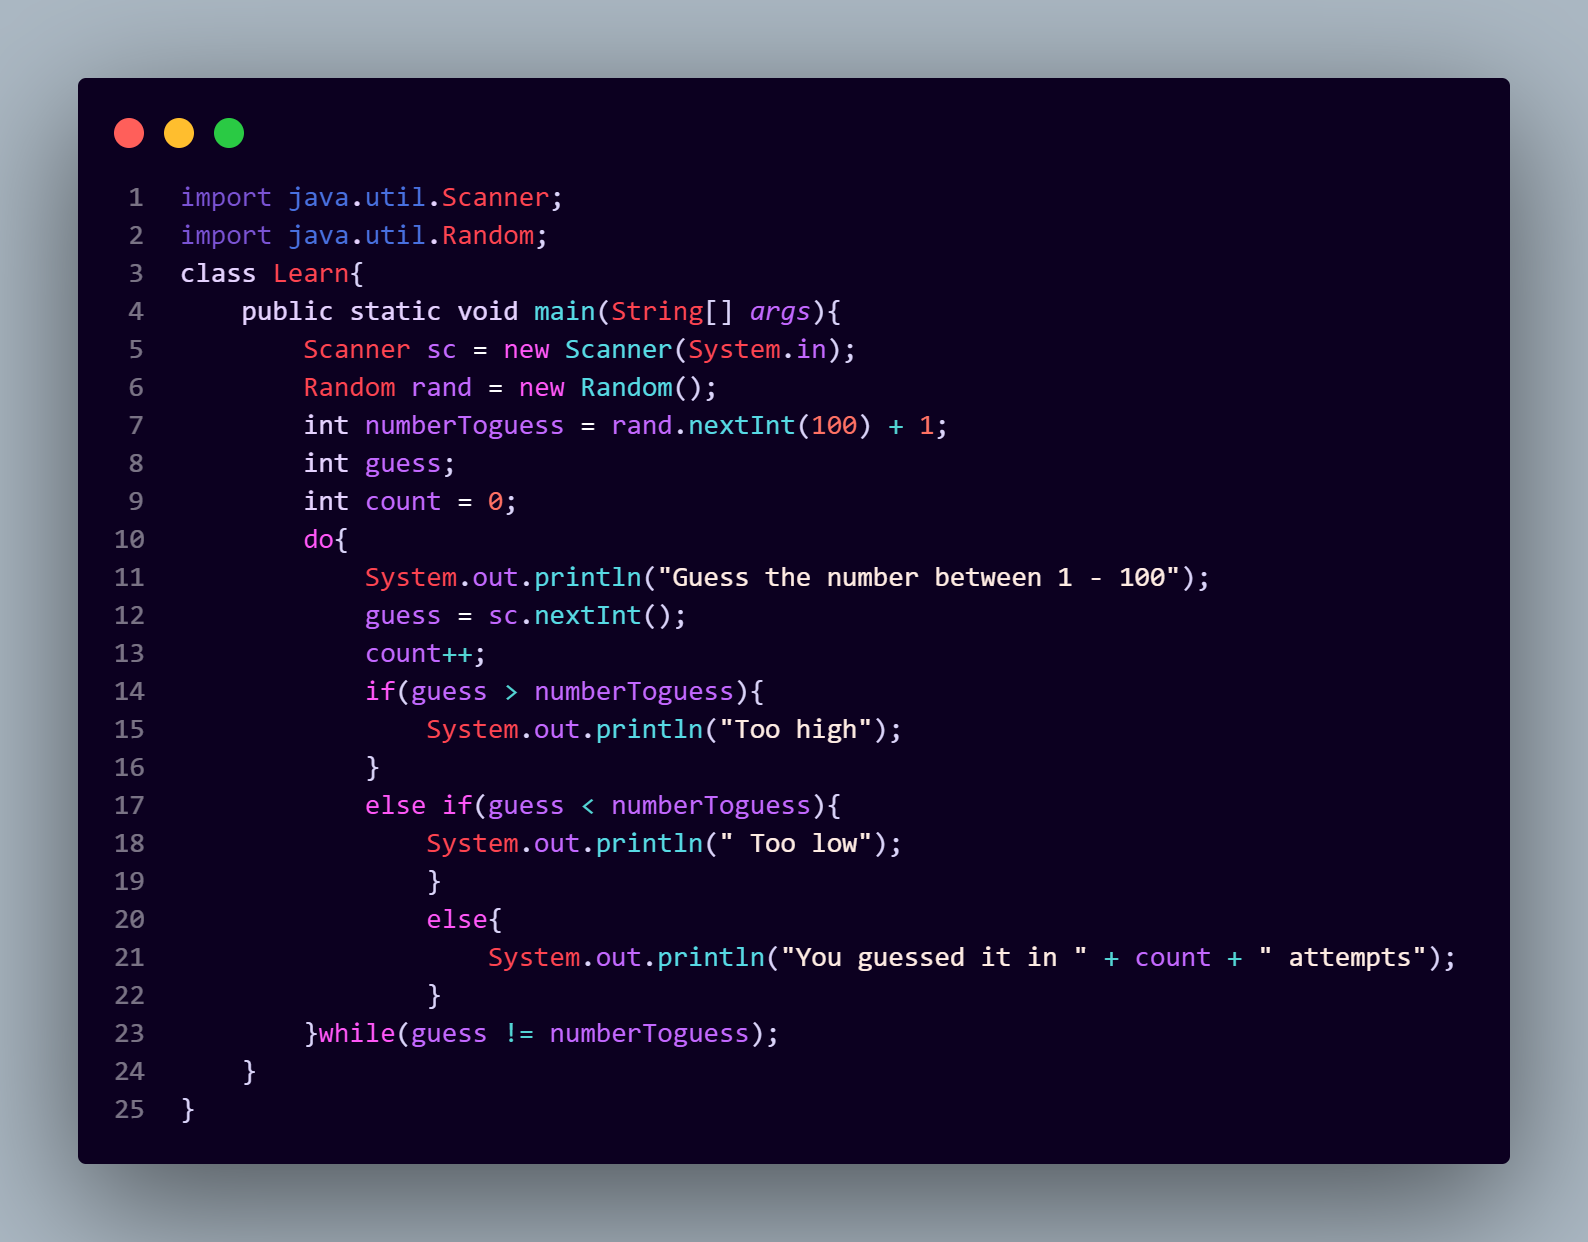 1 import java.util.Scanner;
2 import java.util.Random;
3 class Learn{
4     public static void main(String[] args){
5         Scanner sc = new Scanner(System.in);
6         Random rand = new Random();
7         int numberToguess = rand.nextInt(100) + 1;
8         int guess;
9         int count = 0;
10         do{
11             System.out.println("Guess the number between 1 - 100");
12             guess = sc.nextInt();
13             count++;
14             if(guess > numberToguess){
15                 System.out.println("Too high");
16             }
17             else if(guess < numberToguess){
18                 System.out.println(" Too low");
19                 }
20                 else{
21                     System.out.println("You guessed it in " + count + " attempts");
22                 }
23         }while(guess != numberToguess);
24     }
25 }